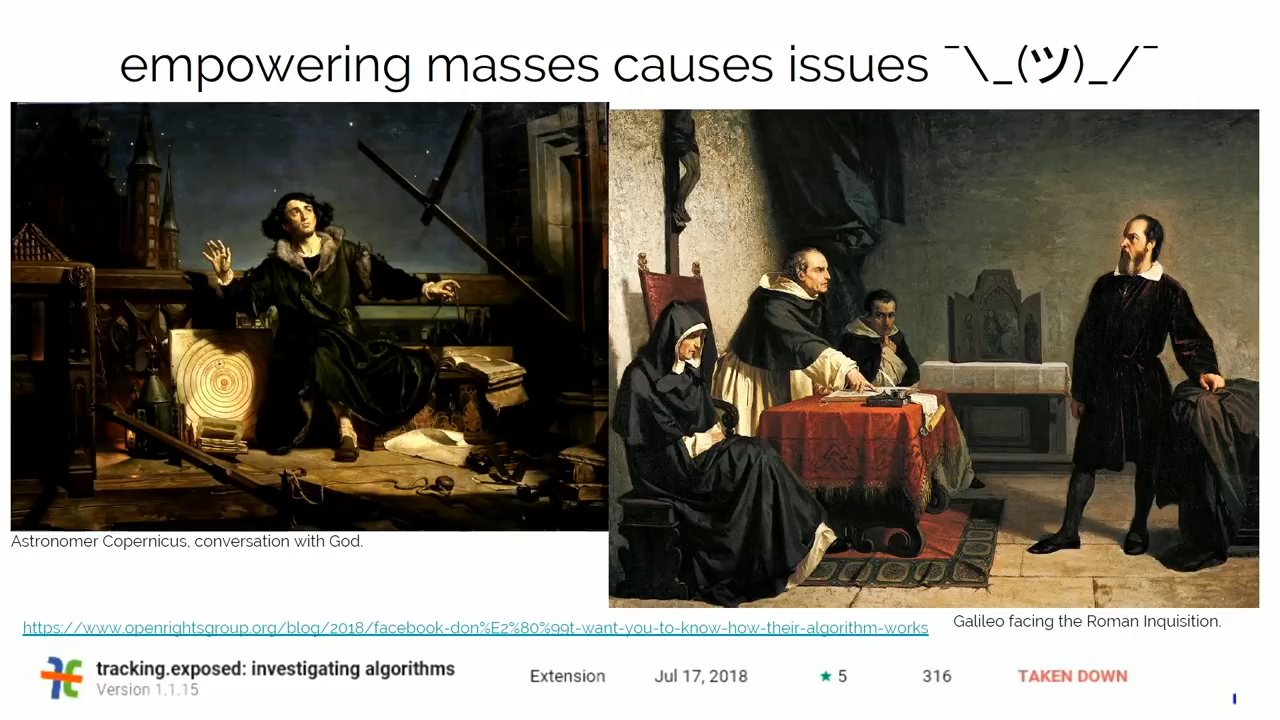 empowering masses causes issues ¯\_(ツ)_/¯
Astronomer Copernicus, conversation with God.
Galileo facing the Roman Inquisition.
https://www.openrightsgroup.org/blog/2018/facebook-don%E2%80%99t-want-you-to-know-how-their-algorithm-works
tracking.exposed: investigating algorithms Extension Jul 17, 2018 ★ 5 316 TAKEN DOWN
Version 1.1.15